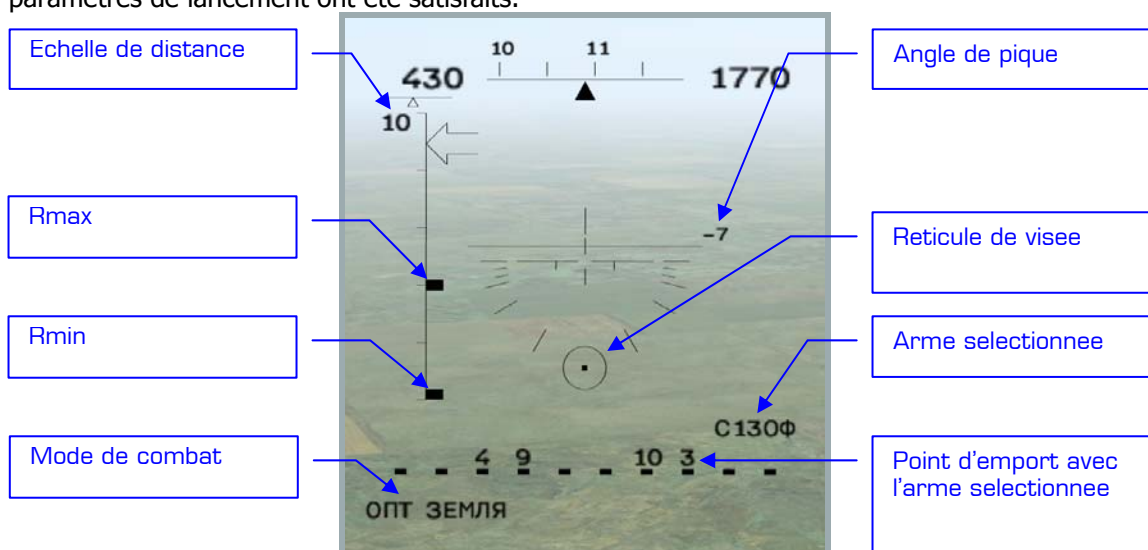 paramètres de lancement ont été satisfaits.
Echelle de distance
10 11
Angle de pique
430
1770
10
Rmax
-7
Reticule de visee
Rmin
Arme selectionnee
С130Ф
Mode de combat
4 9 10 3
Point d'emport avec
l'arme selectionnee
ОПТ ЗЕМЛЯ